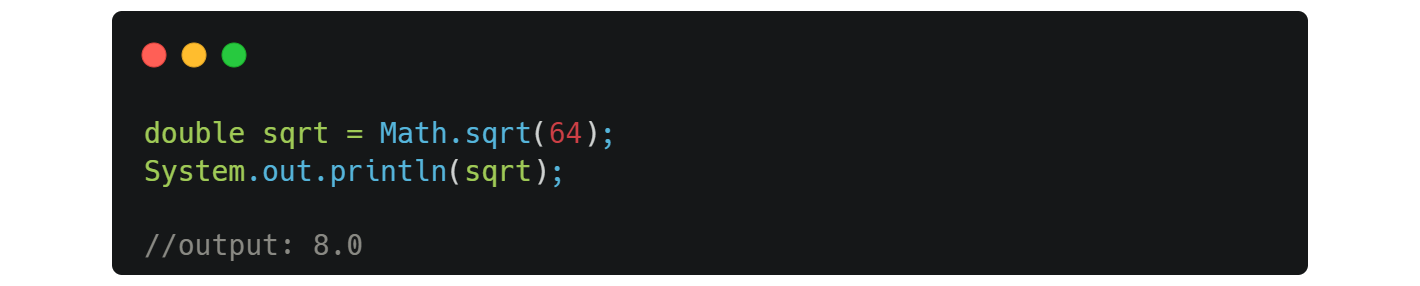 double sqrt = Math.sqrt(64);
System.out.println(sqrt);
//output: 8.0